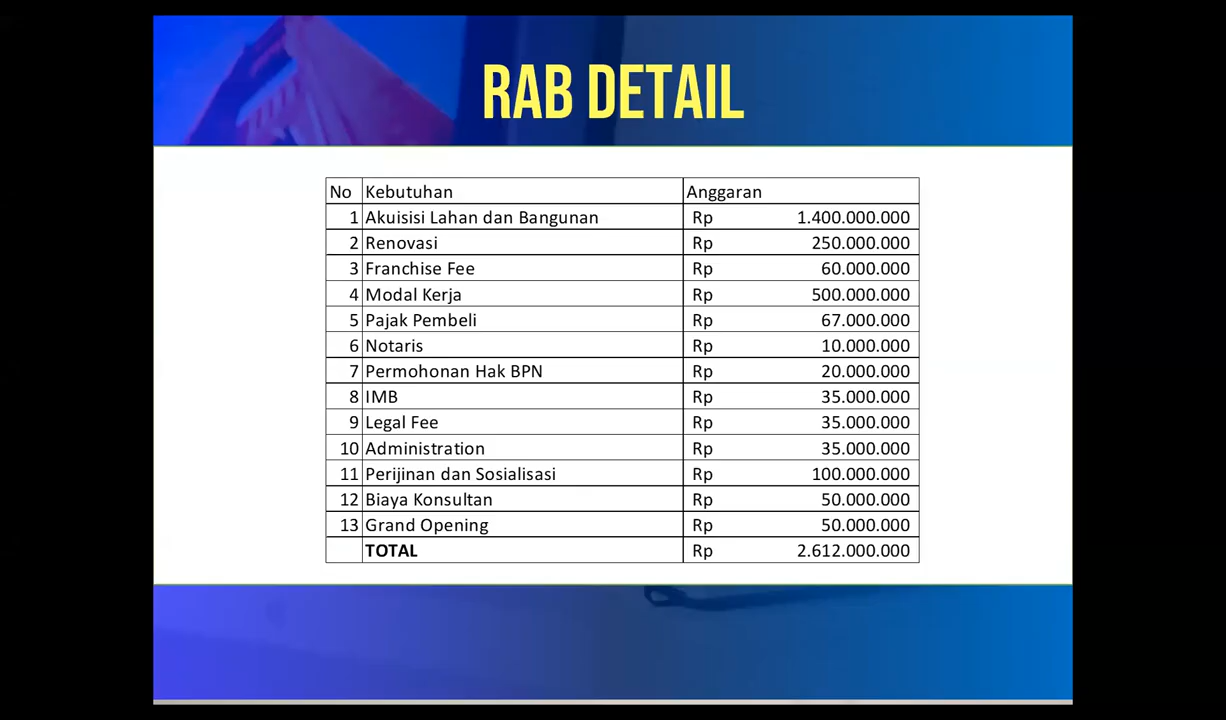 RAB DETAIL
No Kebutuhan Anggaran
1 Akuisisi Lahan dan Bangunan Rp 1.400.000.000
2 Renovasi Rp 250.000.000
3 Franchise Fee Rp 60.000.000
4 Modal Kerja Rp 500.000.000
5 Pajak Pembeli Rp 67.000.000
6 Notaris Rp 10.000.000
7 Permohonan Hak BPN Rp 20.000.000
8 IMB Rp 35.000.000
9 Legal Fee Rp 35.000.000
10 Administration Rp 35.000.000
11 Perijinan dan Sosialisasi Rp 100.000.000
12 Biaya Konsultan Rp 50.000.000
13 Grand Opening Rp 50.000.000
TOTAL Rp 2.612.000.000